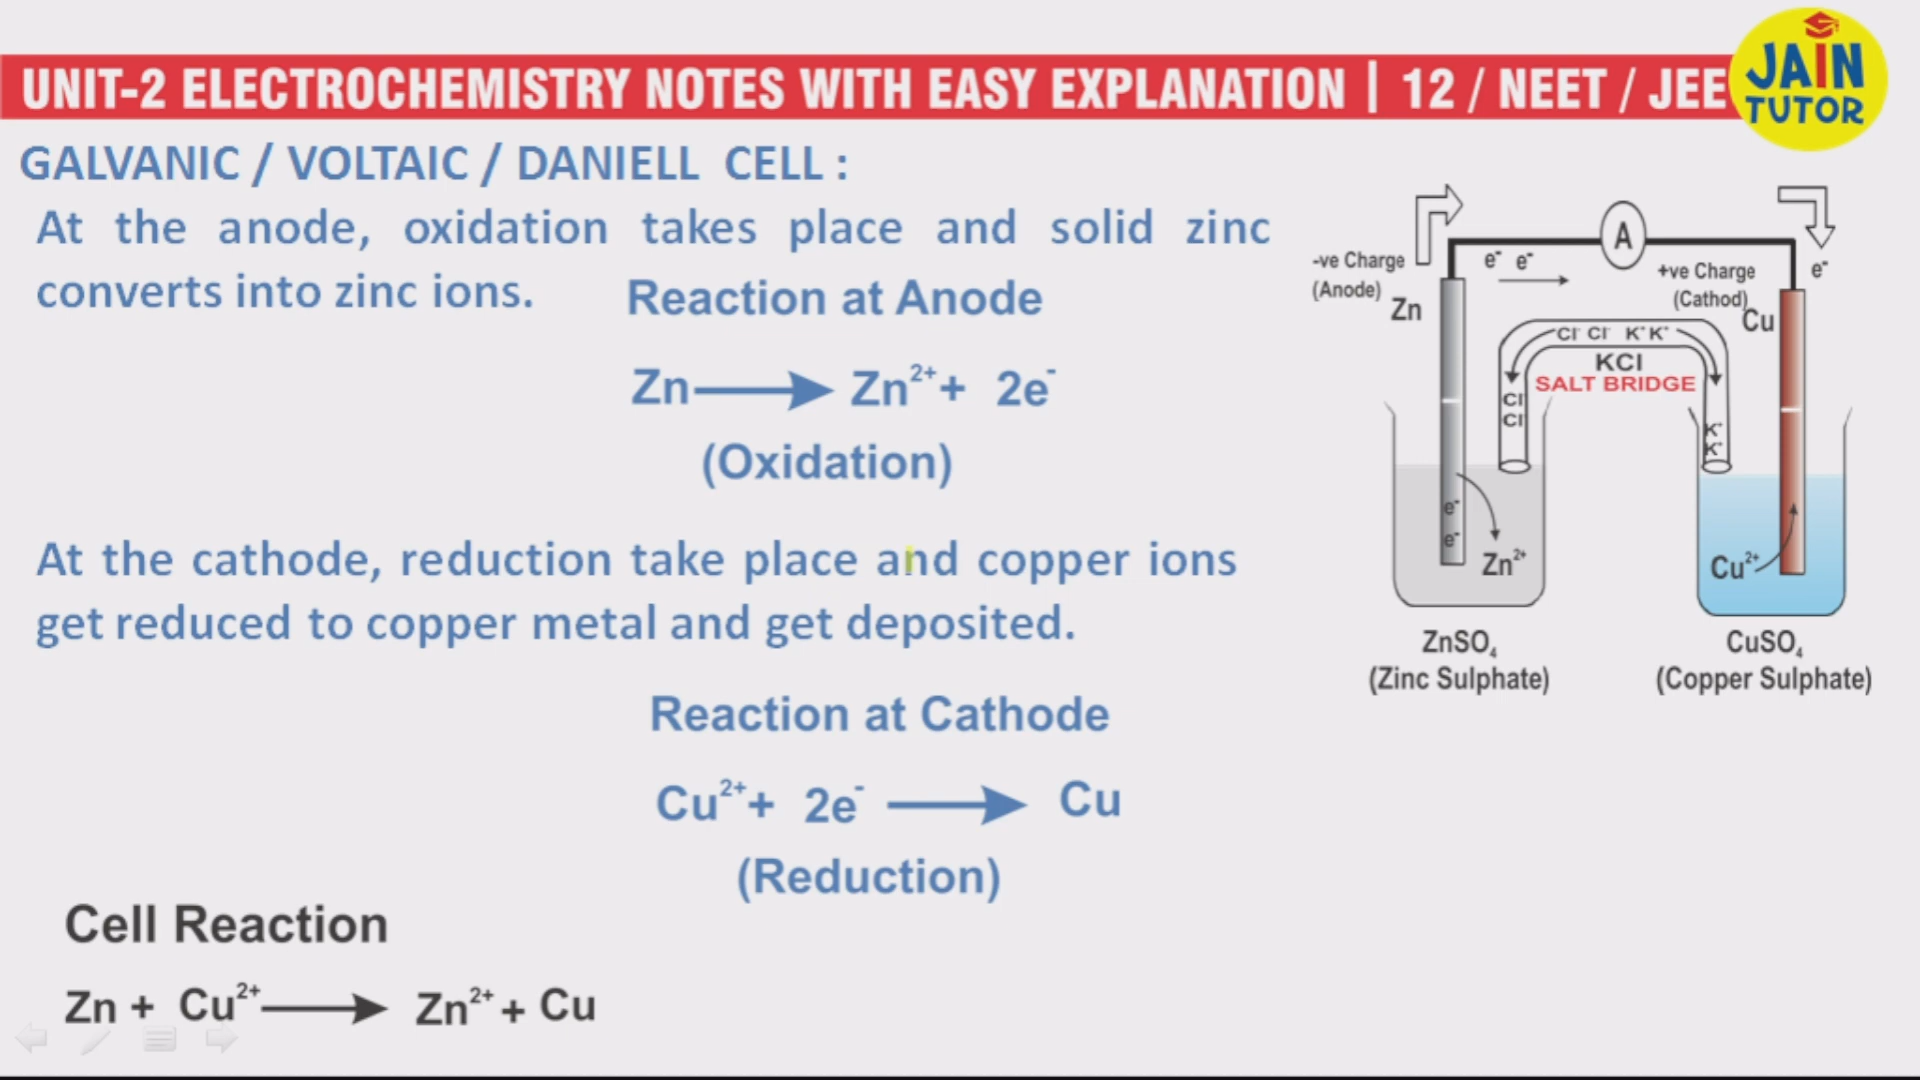 UNIT-2 ELECTROCHEMISTRY NOTES WITH EASY EXPLANATION | 12 / NEET / JEE
JAIN
TUTOR
GALVANIC / VOLTAIC / DANIELL CELL :
At the anode, oxidation takes place and solid zinc
converts into zinc ions.
Reaction at Anode
Zn ⟶ Zn²⁺ + 2e⁻
(Oxidation)
At the cathode, reduction take place and copper ions
get reduced to copper metal and get deposited.
Reaction at Cathode
Cu²⁺ + 2e⁻ ⟶ Cu
(Reduction)
Cell Reaction
Zn + Cu²⁺ ⟶ Zn²⁺ + Cu
A
-ve Charge
(Anode)
Zn
e⁻ e⁻
+ve Charge
(Cathod)
Cu
e⁻
Cl⁻ Cl⁻ K⁺ K⁺
KCl
SALT BRIDGE
Cl⁻
Cl⁻
K⁺
K⁺
e⁻
e⁻
Zn²⁺
Cu²⁺
ZnSO₄
(Zinc Sulphate)
CuSO₄
(Copper Sulphate)